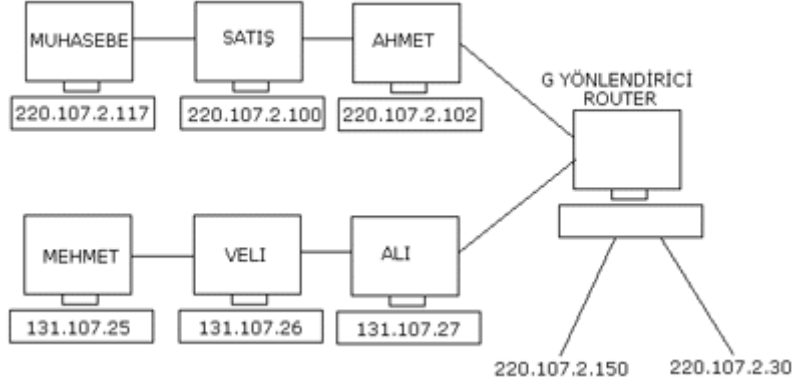 MUHASEBE
SATIŞ
AHMET
G YÖNLENDİRİCİ
ROUTER
220.107.2.117
220.107.2.100
220.107.2.102
MEHMET
VELI
ALI
131.107.25
131.107.26
131.107.27
220.107.2.150
220.107.2.30